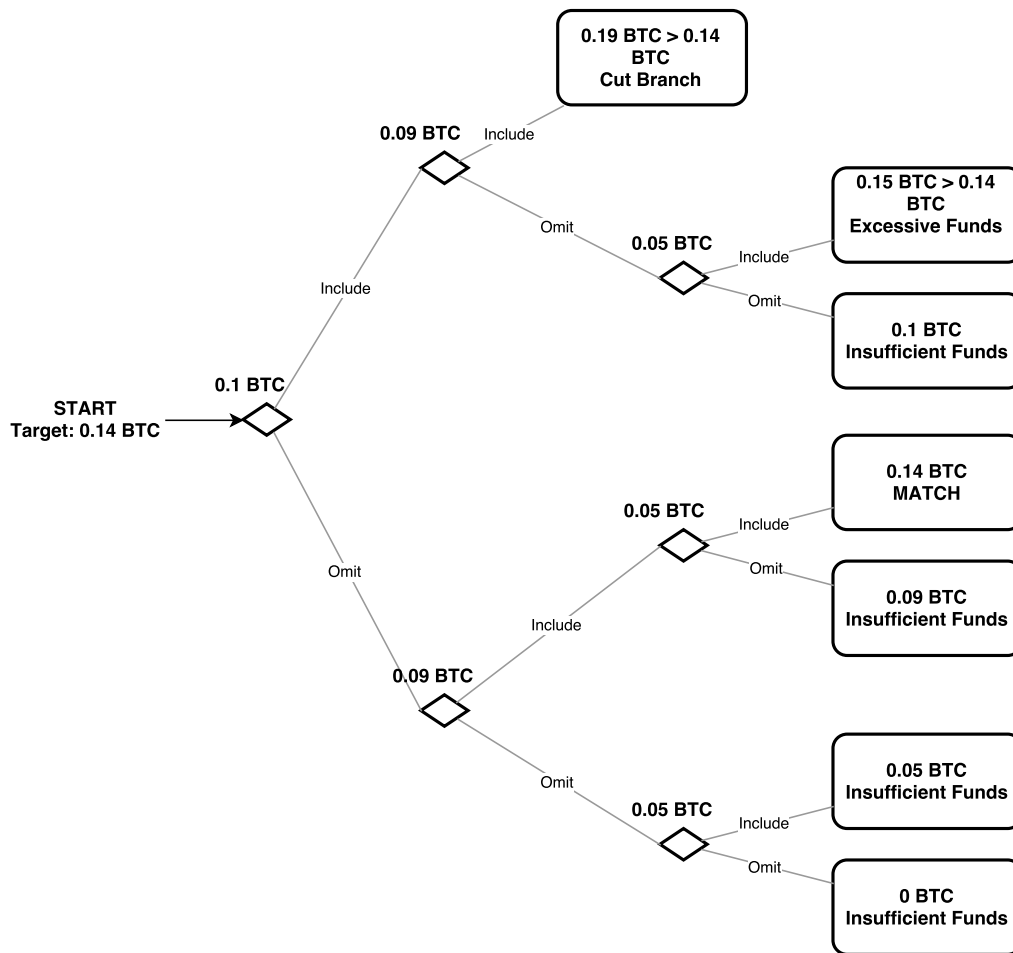 0.19 BTC > 0.14
BTC
Cut Branch
0.09 BTC
Include
0.15 BTC > 0.14
BTC
Excessive Funds
Omit
0.05 BTC
Include
Include
Omit
0.1 BTC
Insufficient Funds
0.1 BTC
START
Target: 0.14 BTC
0.14 BTC
MATCH
0.05 BTC
Include
Omit
Omit
0.09 BTC
Insufficient Funds
Include
0.09 BTC
0.05 BTC
Insufficient Funds
Omit
0.05 BTC
Include
Omit
0 BTC
Insufficient Funds